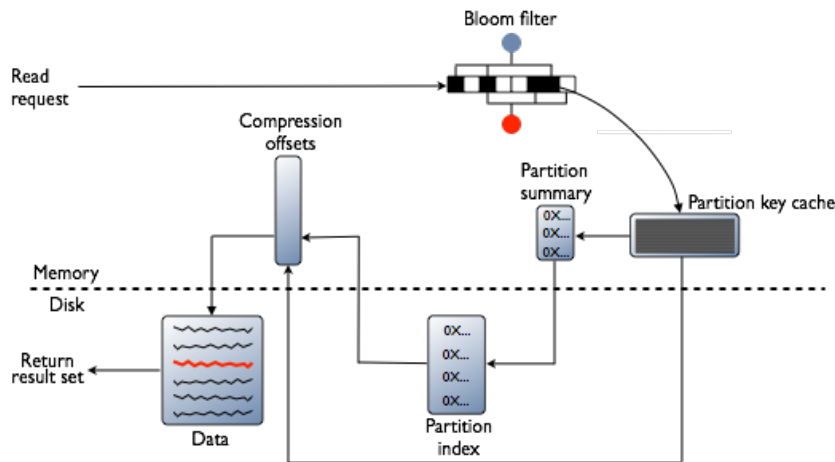 Bloom filter
Read
request
Compression
offsets
Partition
summary
0X...
0X...
0X...
Partition key cache
Memory
Disk
0X...
0X...
0X...
0X...
Return
result set
Data
Partition
index